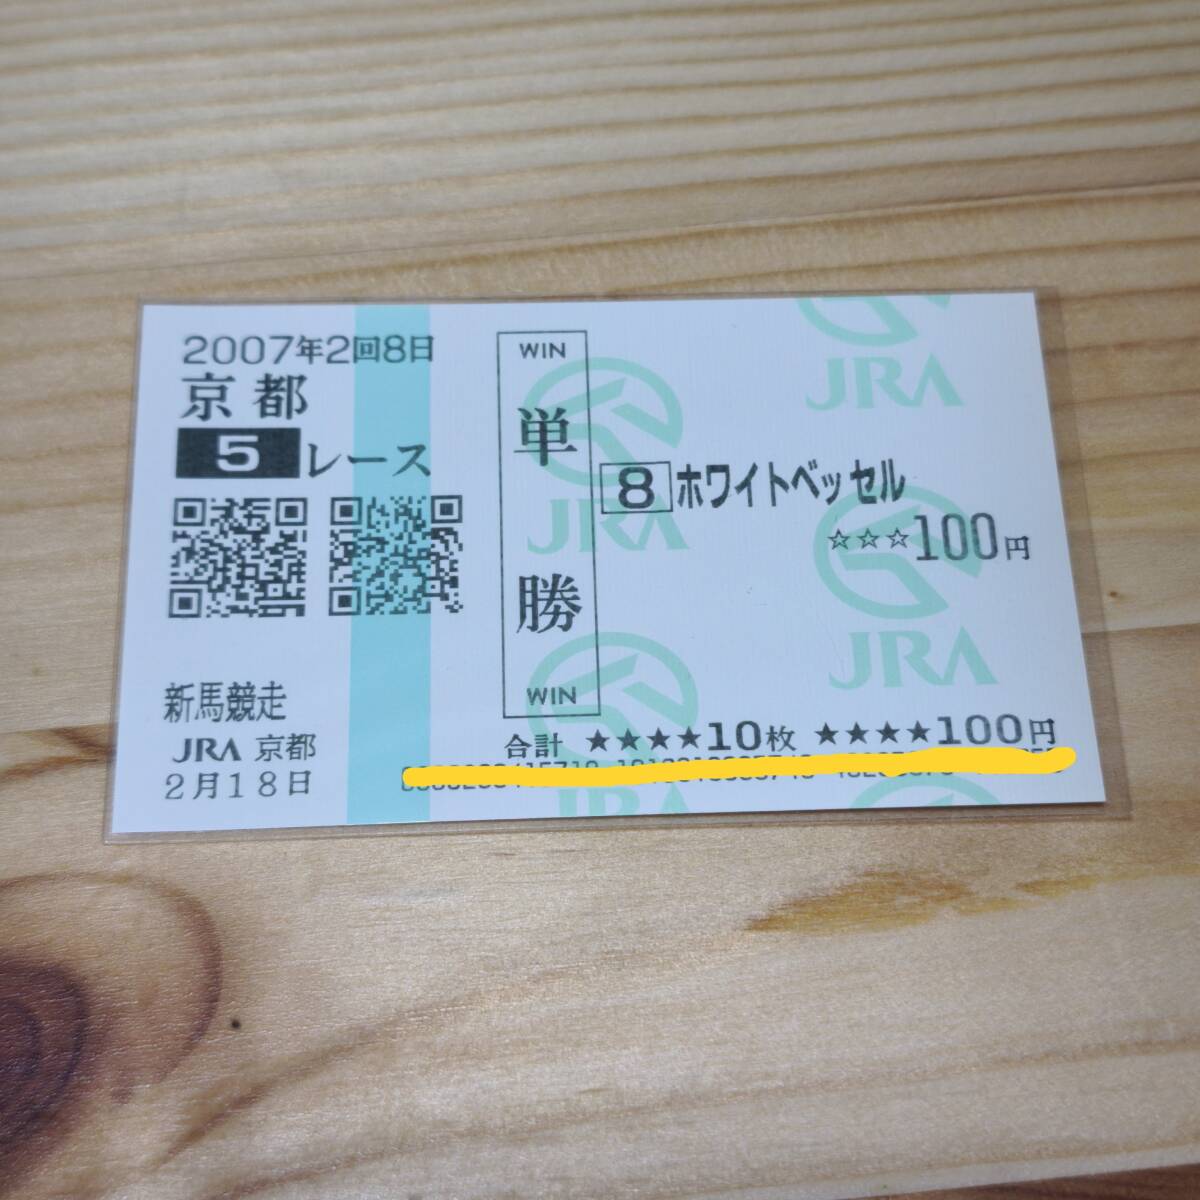 2007年2回8日
京都
5レース
新馬競走
JRA 京都
2月18日
WIN
単勝
WIN
8 ホワイトベッセル
☆☆☆100円
合計 ★★★★10枚 ★★★★100円
JRA
JRA
JRA
JRA